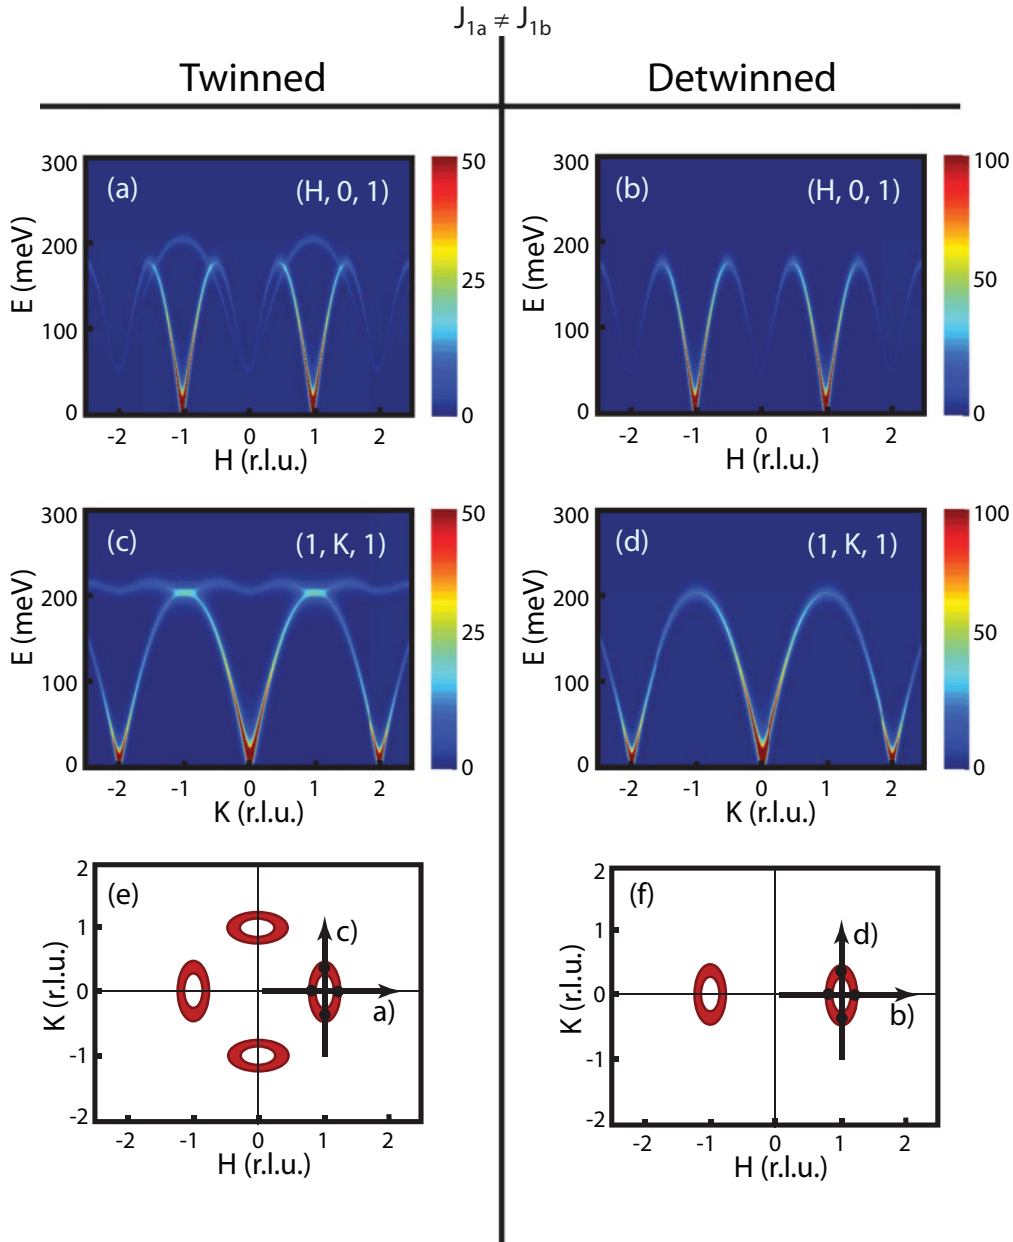 J1a ≠ J1b
Twinned Detwinned
300
200
100
0
E (meV)
(a) (H, 0, 1)
-2 -1 0 1 2
H (r.l.u.)
50
25
0
300
200
100
0
E (meV)
(b) (H, 0, 1)
-2 -1 0 1 2
H (r.l.u.)
100
50
0
300
200
100
0
E (meV)
(c) (1, K, 1)
-2 -1 0 1 2
K (r.l.u.)
50
25
0
300
200
100
0
E (meV)
(d) (1, K, 1)
-2 -1 0 1 2
K (r.l.u.)
100
50
0
2
1
0
-1
-2
K (r.l.u.)
(e)
c)
a)
-2 -1 0 1 2
H (r.l.u.)
2
1
0
-1
-2
K (r.l.u.)
(f)
d)
b)
-2 -1 0 1 2
H (r.l.u.)